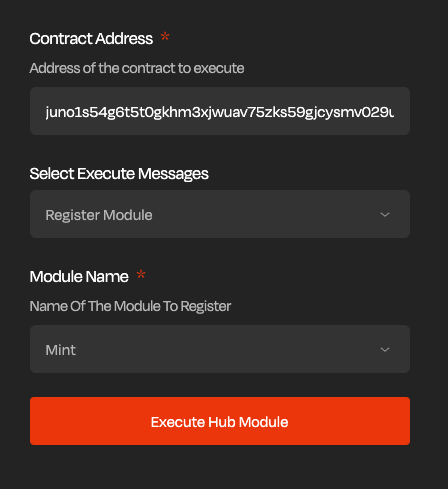 Contract Address *
Address of the contract to execute
juno1s54g6t5t0gkhm3xjwuav75zks59gjcysmv029u
Select Execute Messages
Register Module
Module Name *
Name Of The Module To Register
Mint
Execute Hub Module